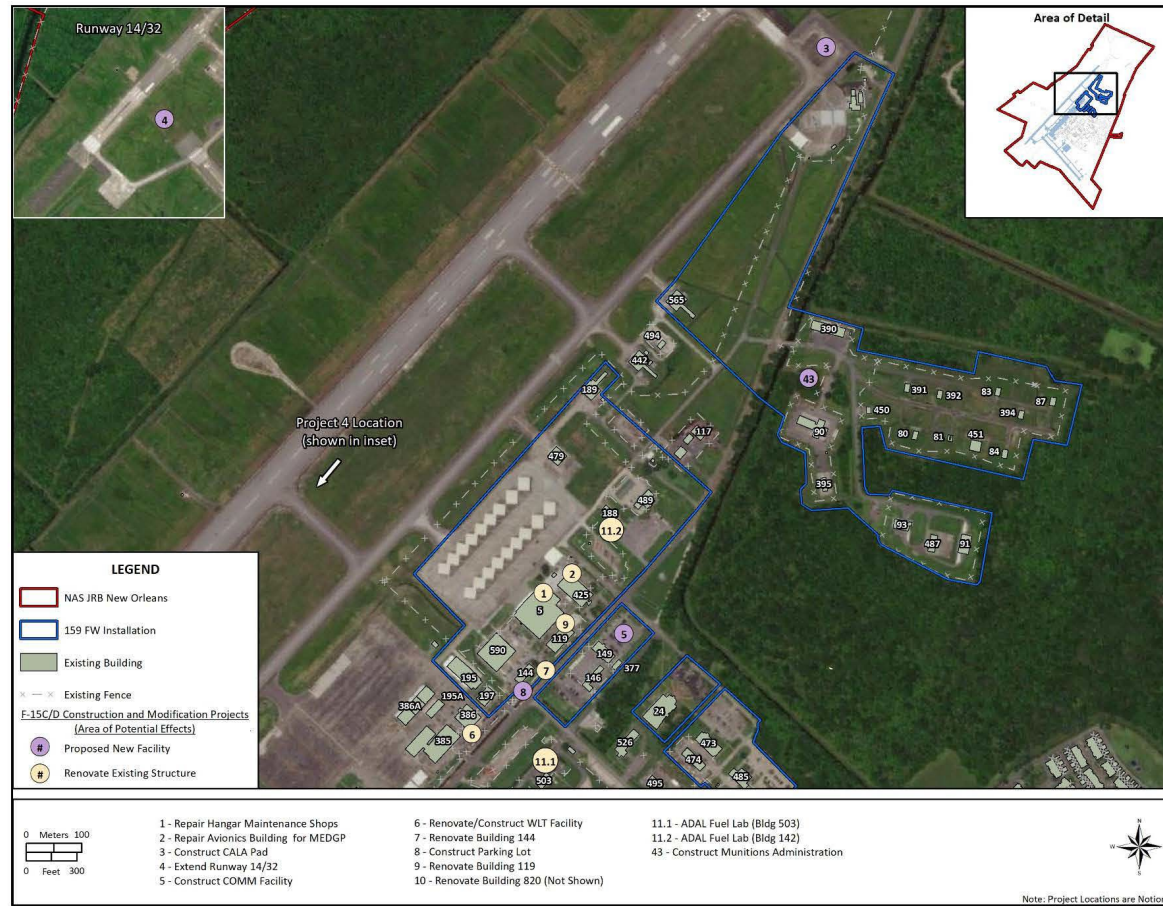 Runway 14/32
4
Area of Detail
3
565
494
442
390
43
391
392
83
87
450
394
80
81
451
84
90
395
93
487
91
189
117
479
489
188
11.2
Project 4 Location
(shown in inset)
2
1
425
5
9
119
5
149
377
146
590
144
7
195
8
195A
197
386A
386
6
385
24
526
473
474
485
11.1
503
495
LEGEND
NAS JRB New Orleans
159 FW Installation
Existing Building
Existing Fence
F-15C/D Construction and Modification Projects
(Area of Potential Effects)
# Proposed New Facility
# Renovate Existing Structure
0 Meters 100
0 Feet 300
1 - Repair Hangar Maintenance Shops
2 - Repair Avionics Building for MEDGP
3 - Construct CALA Pad
4 - Extend Runway 14/32
5 - Construct COMM Facility
6 - Renovate/Construct WLT Facility
7 - Renovate Building 144
8 - Construct Parking Lot
9 - Renovate Building 119
10 - Renovate Building 820 (Not Shown)
11.1 - ADAL Fuel Lab (Bldg 503)
11.2 - ADAL Fuel Lab (Bldg 142)
43 - Construct Munitions Administration
N
W
E
S
Note: Project Locations are Notion